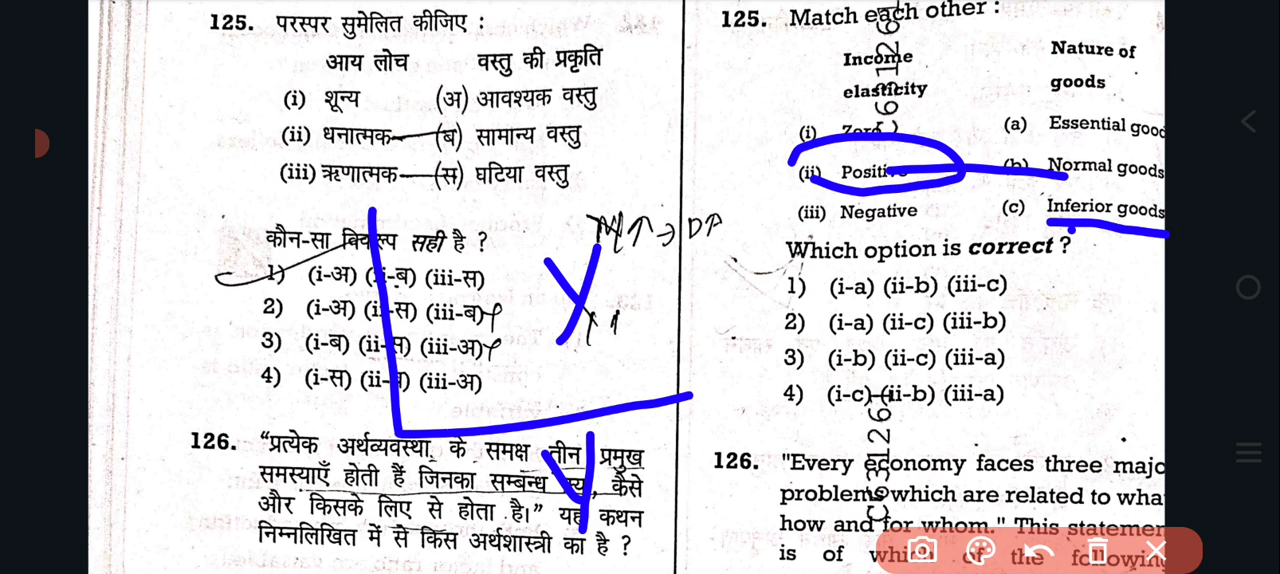 125. परस्पर सुमेलित कीजिए :
आय लोच वस्तु की प्रकृति
(i) शून्य (अ) आवश्यक वस्तु
(ii) धनात्मक (ब) सामान्य वस्तु
(iii) ऋणात्मक (स) घटिया वस्तु
कौन-सा विकल्प सही है ?
1) (i-अ) (ii-ब) (iii-स)
2) (i-अ) (ii-स) (iii-ब)
3) (i-ब) (ii-स) (iii-अ)
4) (i-स) (ii-ब) (iii-अ)
M↑→D↑
126. "प्रत्येक अर्थव्यवस्था के समक्ष तीन प्रमुख
समस्याएँ होती हैं जिनका सम्बन्ध क्या, कैसे
और किसके लिए से होता है।" यह कथन
निम्नलिखित में से किस अर्थशास्त्री का है ?
125. Match each other :
Income
elasticity
Nature of
goods
(i) Zero (a) Essential good
(ii) Positive (b) Normal goods
(iii) Negative (c) Inferior goods
Which option is correct ?
1) (i-a) (ii-b) (iii-c)
2) (i-a) (ii-c) (iii-b)
3) (i-b) (ii-c) (iii-a)
4) (i-c) (ii-b) (iii-a)
126. "Every economy faces three majo
problems which are related to wha
how and for whom." This statemen
is of which of the following